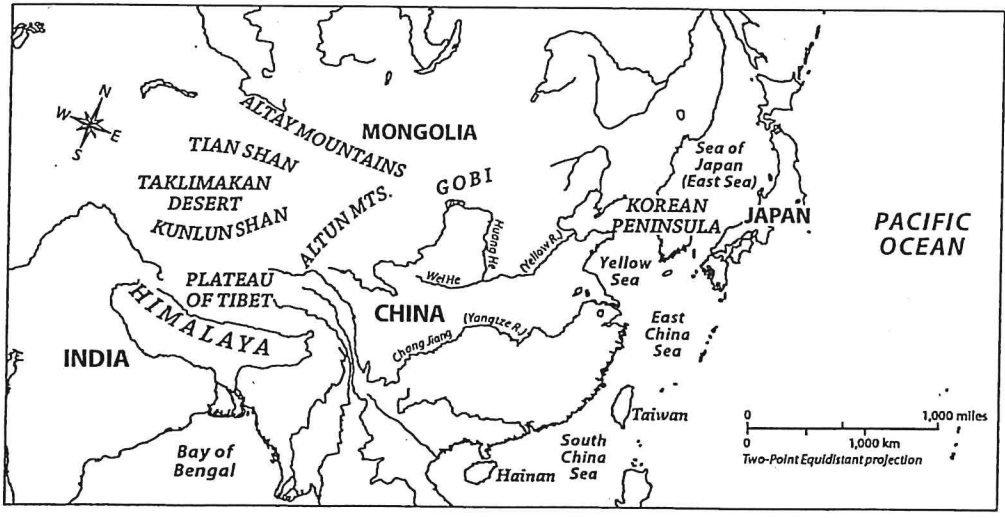 N
W
E
S
ALTAY MOUNTAINS
MONGOLIA
TIAN SHAN
TAKLIMAKAN
DESERT
KUNLUN SHAN
ALTUN MTS.
GOBI
Huang He
(Yellow R.)
Wei He
Sea of
Japan
(East Sea)
KOREAN
PENINSULA
JAPAN
PACIFIC
OCEAN
Yellow
Sea
PLATEAU
OF TIBET
HIMALAYA
CHINA
Chang Jiang
(Yangtze R.)
East
China
Sea
INDIA
Taiwan
Bay of
Bengal
South
China
Sea
Hainan
0 1,000 miles
0 1,000 km
Two-Point Equidistant projection